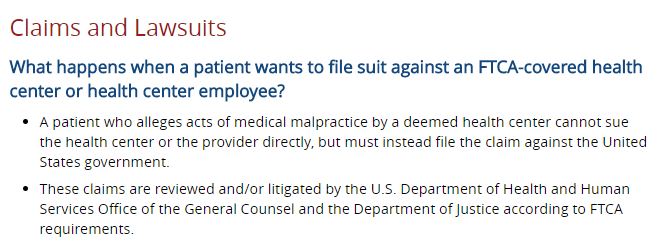 Claims and Lawsuits
What happens when a patient wants to file suit against an FTCA-covered health
center or health center employee?
• A patient who alleges acts of medical malpractice by a deemed health center cannot sue
the health center or the provider directly, but must instead file the claim against the United
States government.
• These claims are reviewed and/or litigated by the U.S. Department of Health and Human
Services Office of the General Counsel and the Department of Justice according to FTCA
requirements.